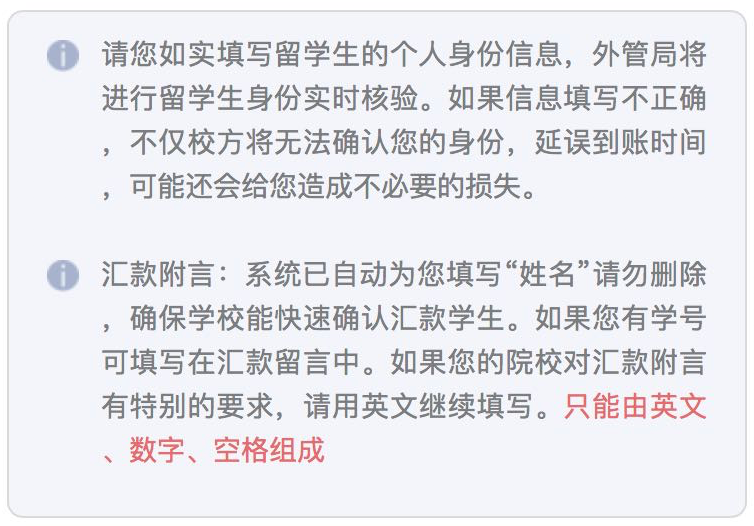 请您如实填写留学生的个人身份信息，外管局将
进行留学生身份实时核验。如果信息填写不正确
，不仅校方将无法确认您的身份，延误到账时间
，可能还会给您造成不必要的损失。
汇款附言：系统已自动为您填写“姓名”请勿删除
，确保学校能快速确认汇款学生。如果您有学号
可填写在汇款留言中。如果您的院校对汇款附言
有特别的要求，请用英文继续填写。只能由英文
、数字、空格组成